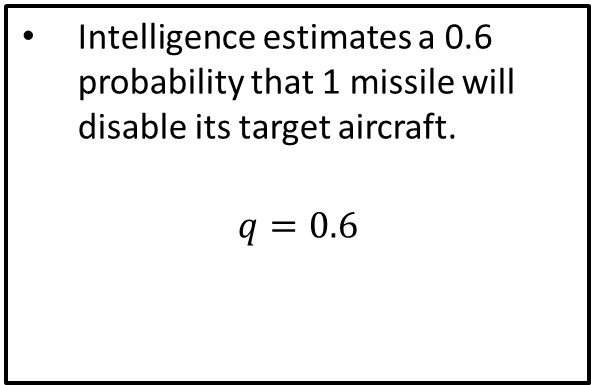 • Intelligence estimates a 0.6
probability that 1 missile will
disable its target aircraft.
q = 0.6